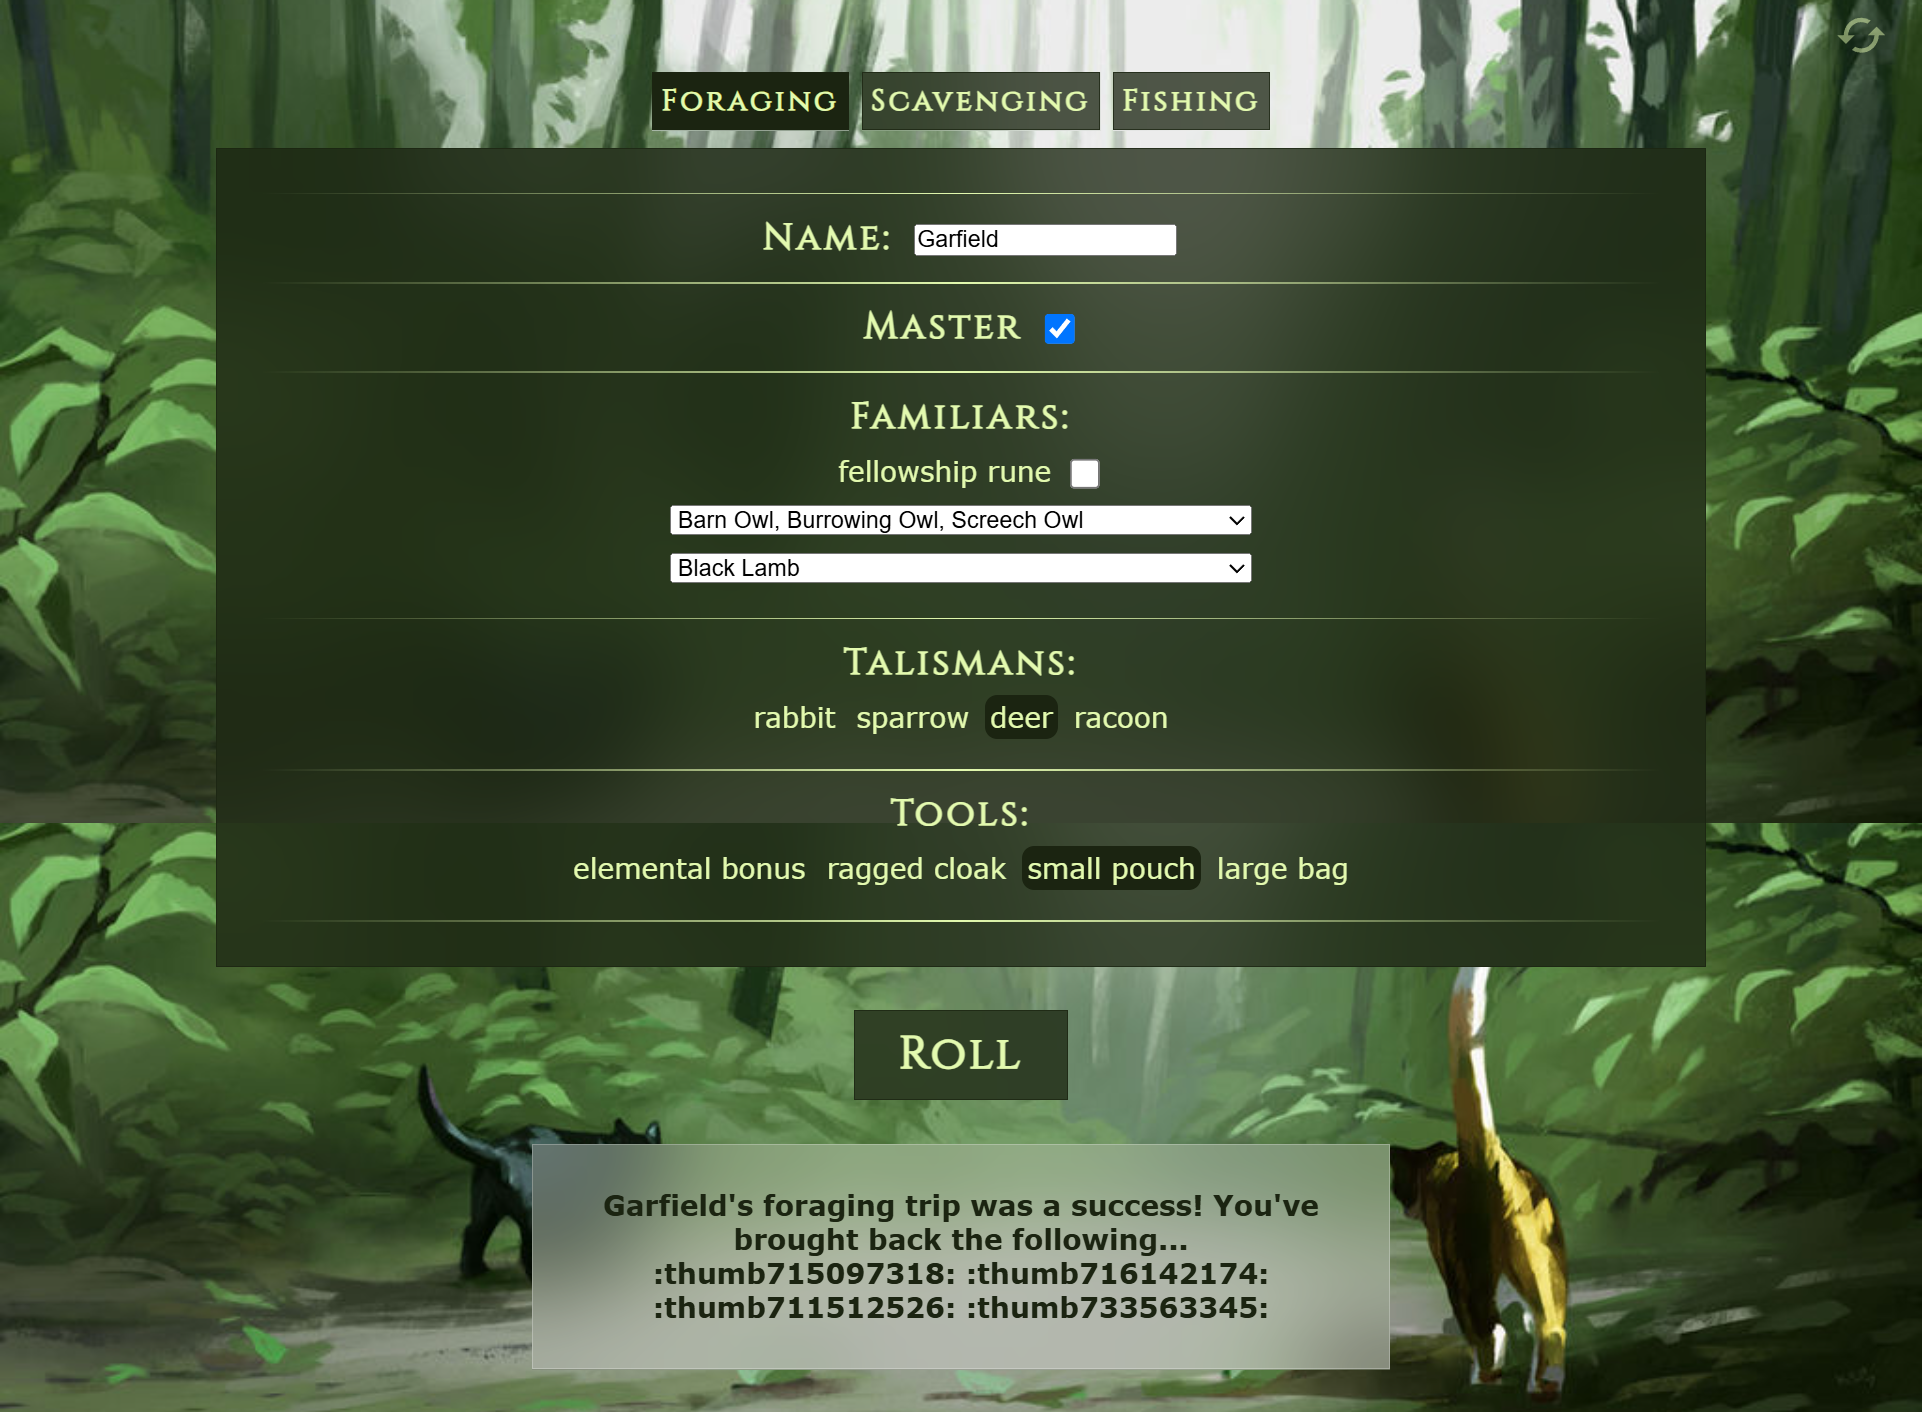 Foraging Scavenging Fishing
Name: Garfield
Master
Familiars:
fellowship rune
Barn Owl, Burrowing Owl, Screech Owl
Black Lamb
Talismans:
rabbit sparrow deer racoon
Tools:
elemental bonus ragged cloak small pouch large bag
Roll
Garfield's foraging trip was a success! You've
brought back the following...
:thumb715097318: :thumb716142174:
:thumb711512526: :thumb733563345: